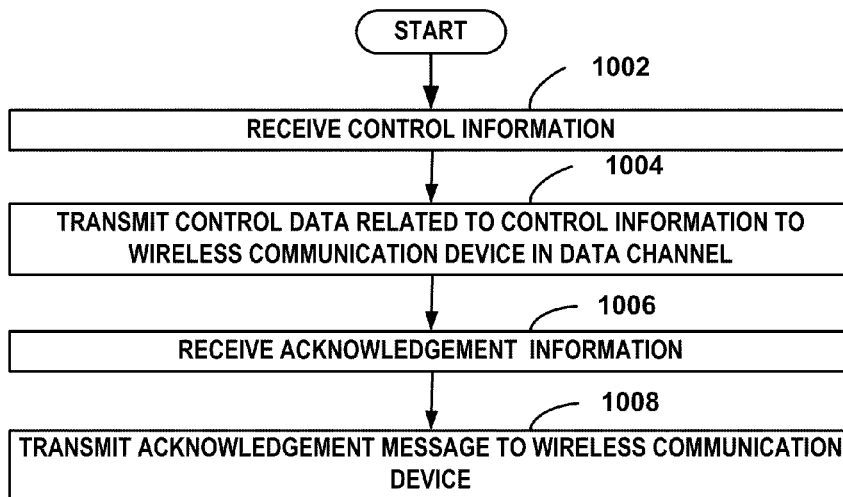 START
1002
RECEIVE CONTROL INFORMATION
1004
TRANSMIT CONTROL DATA RELATED TO CONTROL INFORMATION TO
WIRELESS COMMUNICATION DEVICE IN DATA CHANNEL
1006
RECEIVE ACKNOWLEDGEMENT INFORMATION
1008
TRANSMIT ACKNOWLEDGEMENT MESSAGE TO WIRELESS COMMUNICATION
DEVICE